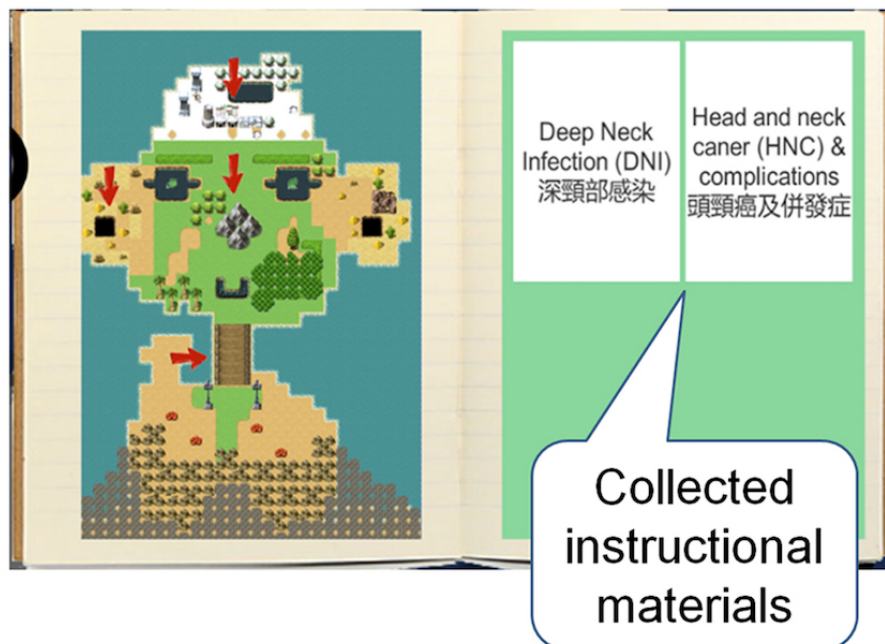 Deep Neck
Infection (DNI)
深頸部感染
Head and neck
caner (HNC) &
complications
頭頸癌及併發症
Collected
instructional
materials